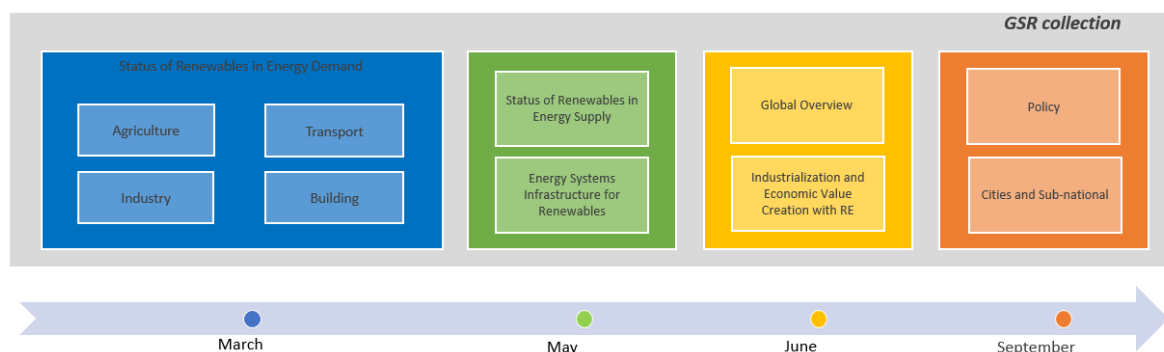 GSR collection
Status of Renewables in Energy Demand
Agriculture
Transport
Industry
Building
Status of Renewables in
Energy Supply
Energy Systems
Infrastructure for
Renewables
Global Overview
Industrialization and
Economic Value
Creation with RE
Policy
Cities and Sub-national
March
May
June
September